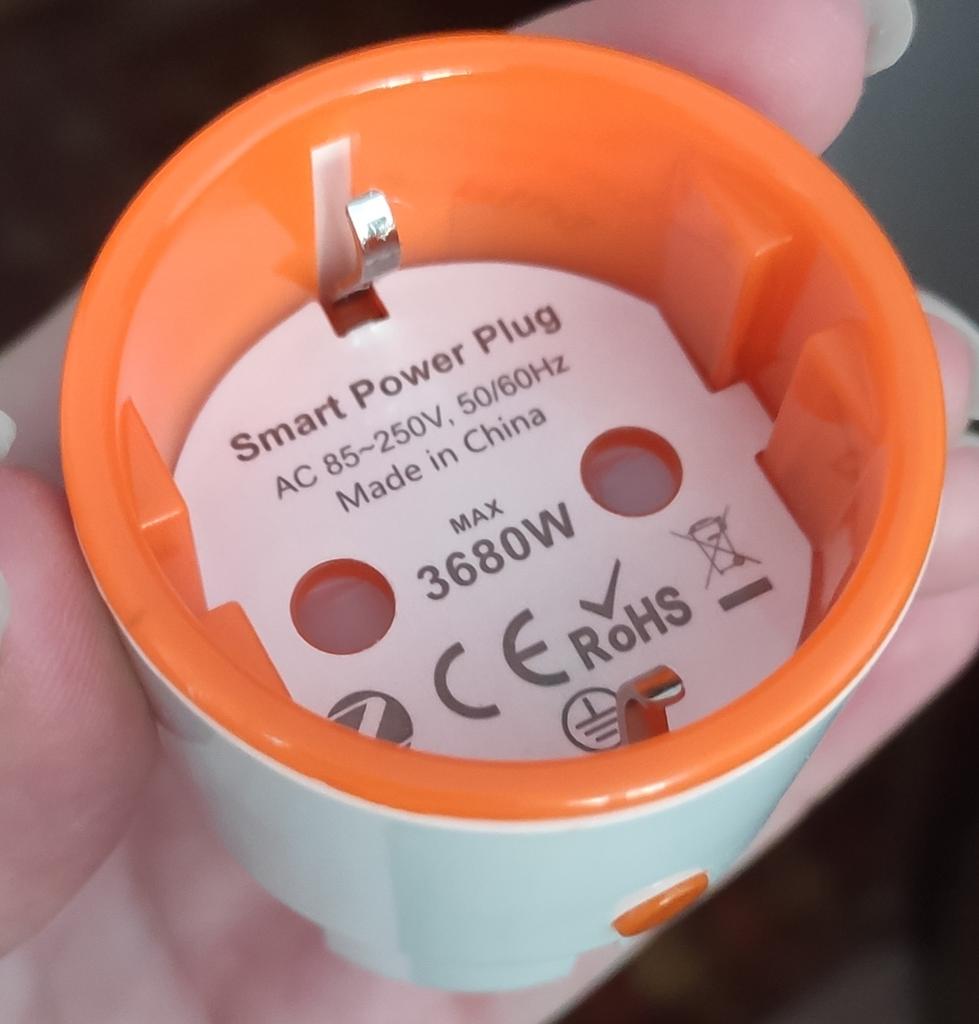 Smart Power Plug
AC 85~250V, 50/60Hz
Made in China
MAX
3680W
CE
RoHS